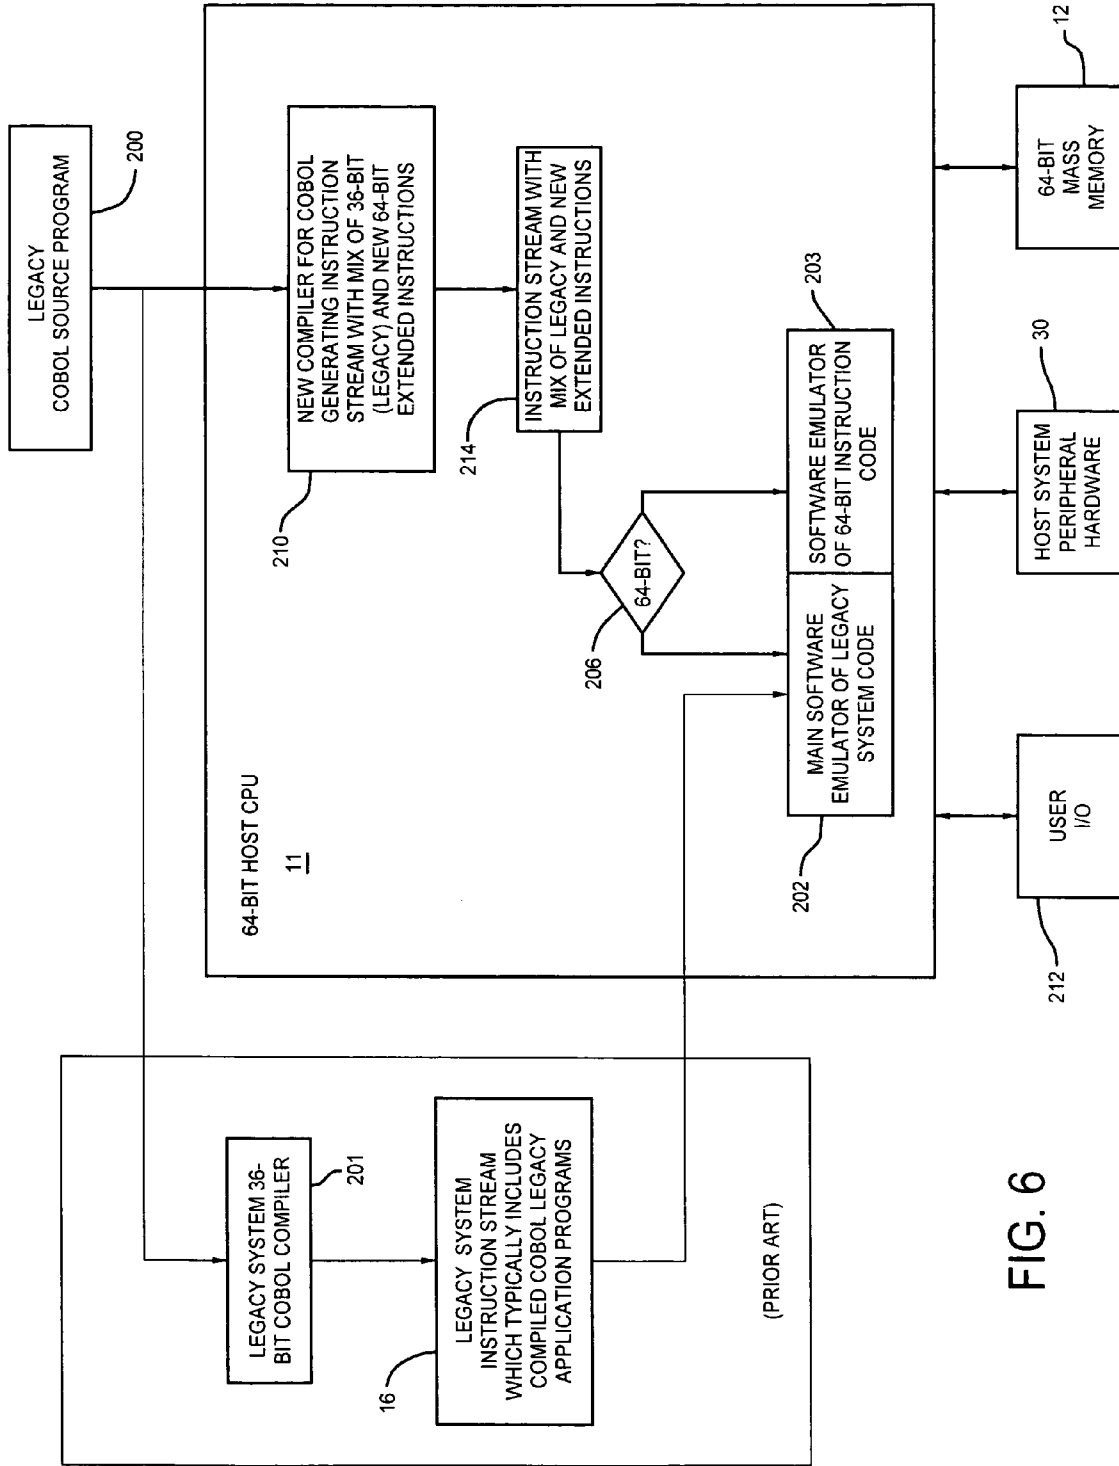 LEGACY
COBOL SOURCE PROGRAM
200
64-BIT HOST CPU
11
NEW COMPILER FOR COBOL
GENERATING INSTRUCTION
STREAM WITH MIX OF 36-BIT
(LEGACY) AND NEW 64-BIT
EXTENDED INSTRUCTIONS
210
LEGACY SYSTEM 36-
BIT COBOL COMPILER
201
INSTRUCTION STREAM WITH
MIX OF LEGACY AND NEW
EXTENDED INSTRUCTIONS
214
LEGACY SYSTEM
INSTRUCTION STREAM
WHICH TYPICALLY INCLUDES
COMPILED COBOL LEGACY
APPLICATION PROGRAMS
16
64-BIT?
206
MAIN SOFTWARE
EMULATOR OF LEGACY
SYSTEM CODE
202
SOFTWARE EMULATOR
OF 64-BIT INSTRUCTION
CODE
203
(PRIOR ART)
USER
I/O
212
HOST SYSTEM
PERIPHERAL
HARDWARE
30
64-BIT
MASS
MEMORY
12
FIG. 6